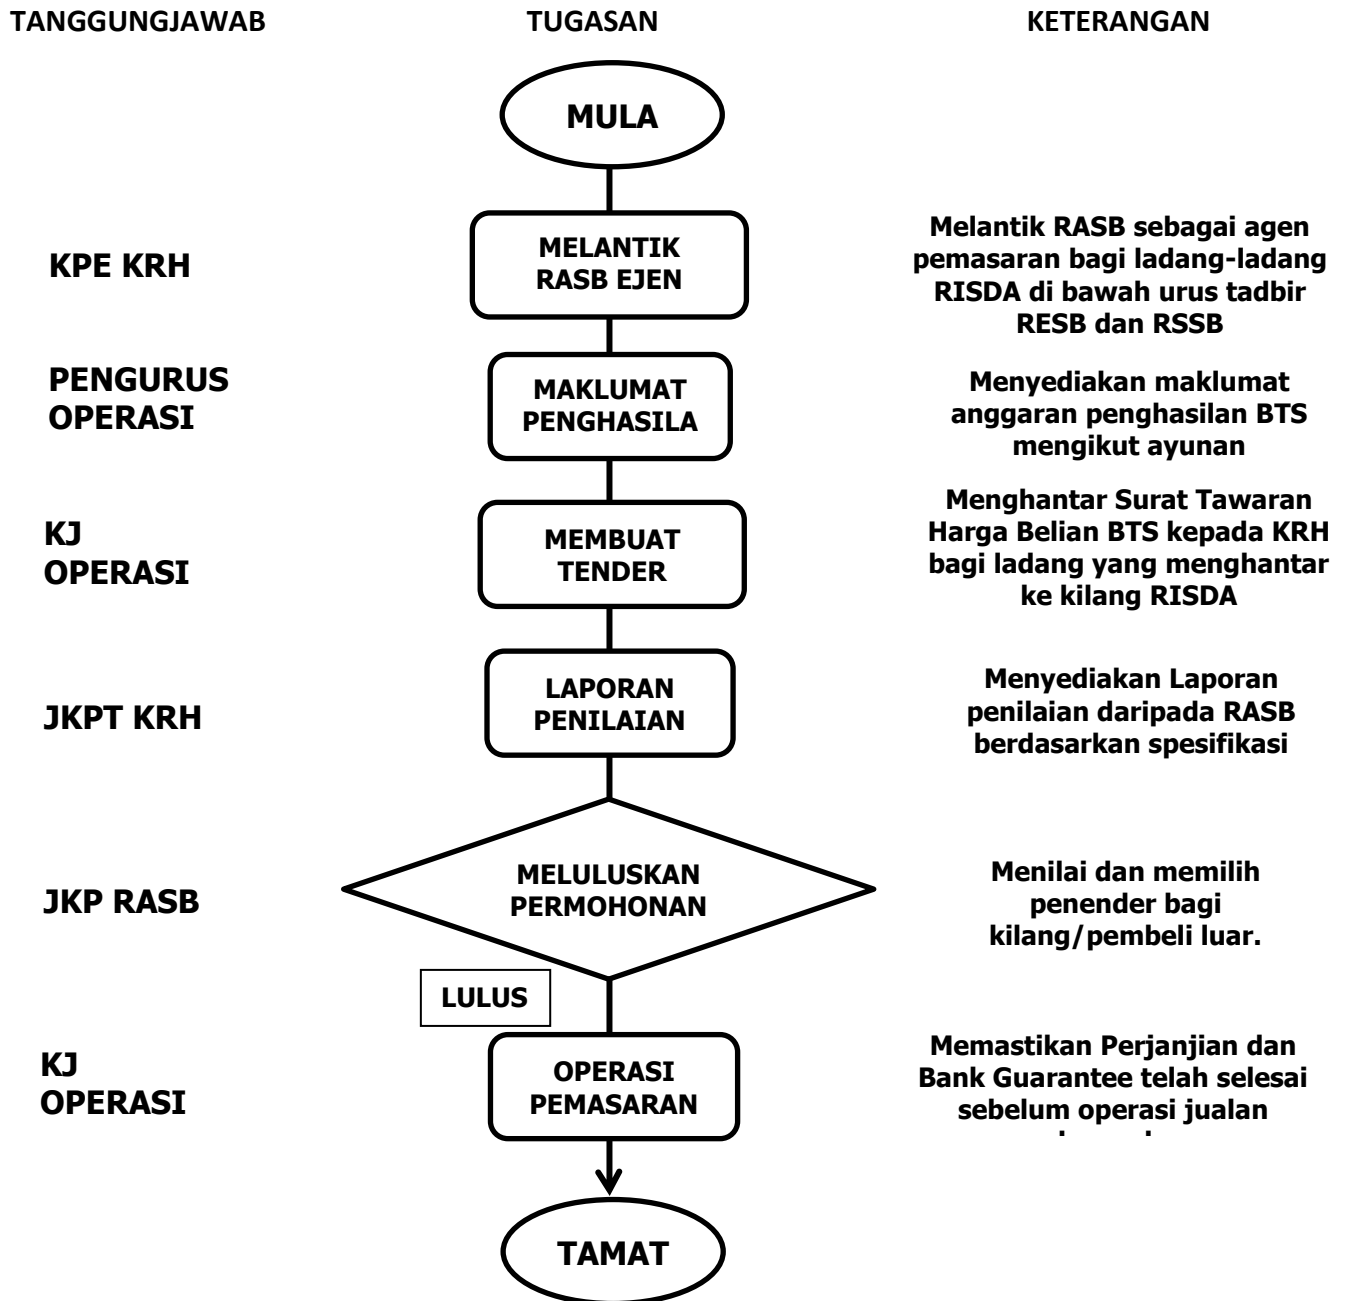 TANGGUNGJAWAB TUGASAN KETERANGAN
MULA
KPE KRH
MELANTIK
RASB EJEN
Melantik RASB sebagai agen
pemasaran bagi ladang-ladang
RISDA di bawah urus tadbir
RESB dan RSSB
PENGURUS
OPERASI
MAKLUMAT
PENGHASILA
Menyediakan maklumat
anggaran penghasilan BTS
mengikut ayunan
KJ
OPERASI
MEMBUAT
TENDER
Menghantar Surat Tawaran
Harga Belian BTS kepada KRH
bagi ladang yang menghantar
ke kilang RISDA
JKPT KRH
LAPORAN
PENILAIAN
Menyediakan Laporan
penilaian daripada RASB
berdasarkan spesifikasi
JKP RASB
MELULUSKAN
PERMOHONAN
Menilai dan memilih
penender bagi
kilang/pembeli luar.
LULUS
KJ
OPERASI
OPERASI
PEMASARAN
Memastikan Perjanjian dan
Bank Guarantee telah selesai
sebelum operasi jualan
TAMAT